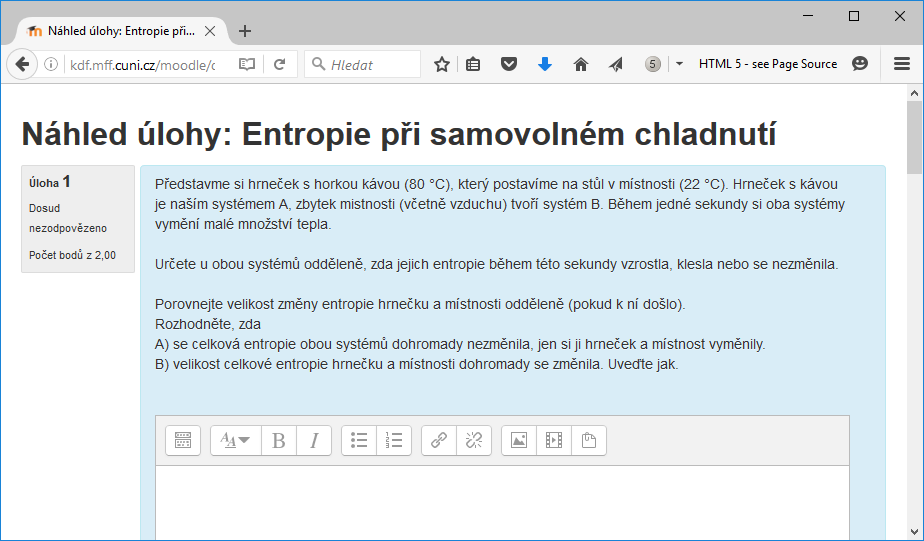 Náhled úlohy: Entropie při...
kdf.mff.cuni.cz/moodle/
Hledat
5
HTML 5 - see Page Source
Náhled úlohy: Entropie při samovolném chladnutí
Úloha 1
Dosud
nezodpovězeno
Počet bodů z 2,00
Představme si hrneček s horkou kávou (80 °C), který postavíme na stůl v místnosti (22 °C). Hrneček s kávou
je naším systémem A, zbytek mistnosti (včetně vzduchu) tvoří systém B. Během jedné sekundy si oba systémy
vymění malé množství tepla.
Určete u obou systémů odděleně, zda jejich entropie během této sekundy vzrostla, klesla nebo se nezměnila.
Porovnejte velikost změny entropie hrnečku a místnosti odděleně (pokud k ní došlo).
Rozhodněte, zda
A) se celková entropie obou systémů dohromady nezměnila, jen si ji hrneček a místnost vyměnily.
B) velikost celkové entropie hrnečku a místnosti dohromady se změnila. Uveďte jak.